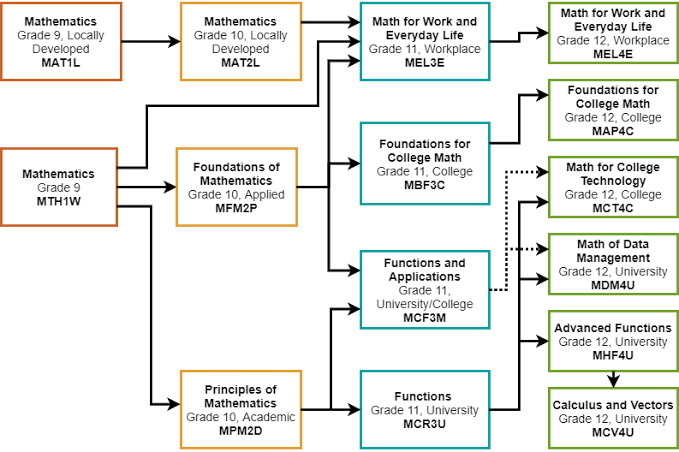 Mathematics
Grade 9, Locally
Developed
MAT1L
Mathematics
Grade 10, Locally
Developed
MAT2L
Math for Work and
Everyday Life
Grade 11, Workplace
MEL3E
Math for Work and
Everyday Life
Grade 12, Workplace
MEL4E
Foundations for
College Math
Grade 12, College
MAP4C
Mathematics
Grade 9
MTH1W
Foundations of
Mathematics
Grade 10, Applied
MFM2P
Foundations for
College Math
Grade 11, College
MBF3C
Math for College
Technology
Grade 12, College
MCT4C
Functions and
Applications
Grade 11,
University/College
MCF3M
Math of Data
Management
Grade 12, University
MDM4U
Advanced Functions
Grade 12, University
MHF4U
Principles of
Mathematics
Grade 10, Academic
MPM2D
Functions
Grade 11, University
MCR3U
Calculus and Vectors
Grade 12, University
MCV4U